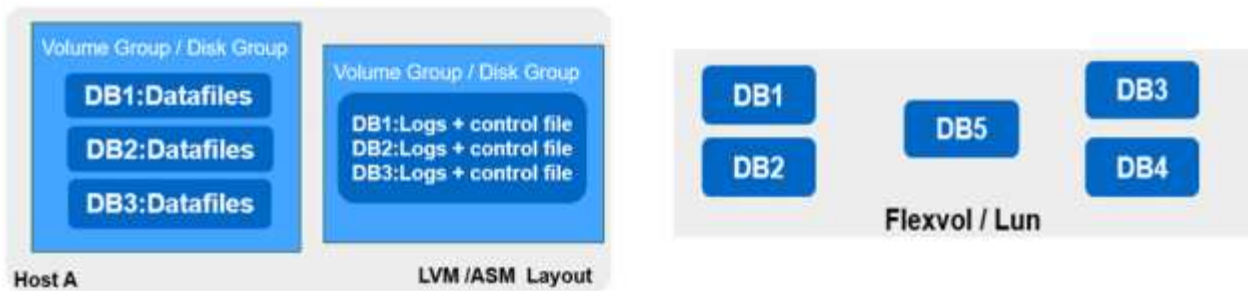 Volume Group / Disk Group
DB1:Datafiles
DB2:Datafiles
DB3:Datafiles
Volume Group / Disk Group
DB1:Logs + control file
DB2:Logs + control file
DB3:Logs + control file
Host A
LVM /ASM Layout
DB1
DB2
DB5
DB3
DB4
Flexvol / Lun